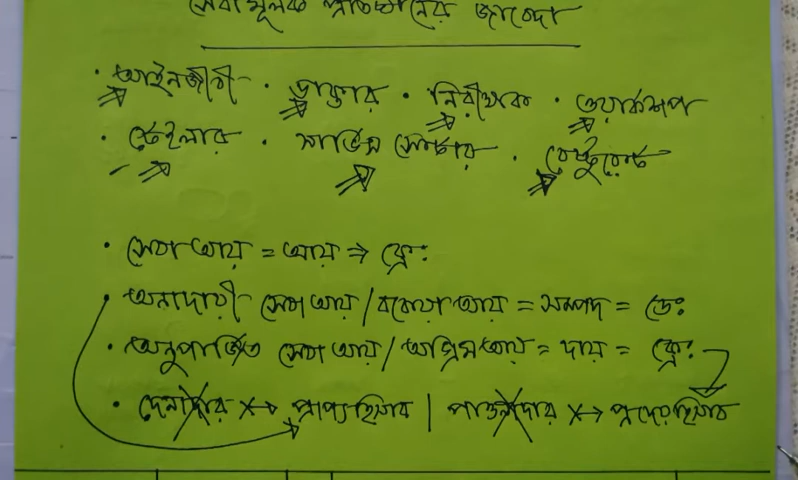 সেবা মূলক প্রতিষ্ঠানের জাবেদা
· আইনজীবী · ডাক্তার · নিরীক্ষক · ওয়ার্কশপ
· টেইলার · সার্ভিস সেন্টার · রেস্টুরেন্ট
· সেবা আয় = আয় ⇒ ক্রে:
· অনাদায়ী সেবা আয় / বকেয়া আয় = সম্পদ = ডে:
· অনুপার্জিত সেবা আয় / অগ্রিম আয় = দায় = ক্রে:
· দেনাদার x→ প্রাপ্য হিসাব | পাওনাদার x→ প্রদেয় হিসাব